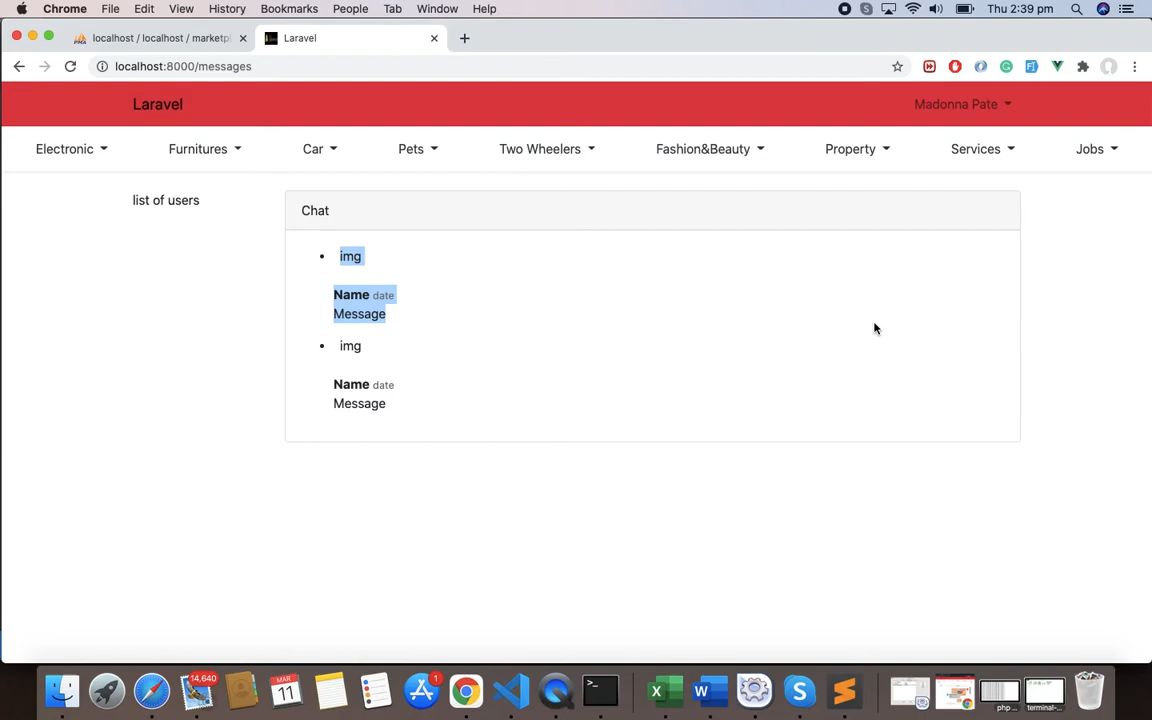 Chrome File Edit View History Bookmarks People Tab Window Help Thu 2:39 pm
localhost / localhost / marketpl Laravel
localhost:8000/messages
Laravel Madonna Pate
Electronic Furnitures Car Pets Two Wheelers Fashion&Beauty Property Services Jobs
list of users
Chat
img
Name date
Message
img
Name date
Message
14,640
MAR
11
1
php ...
terminal-...